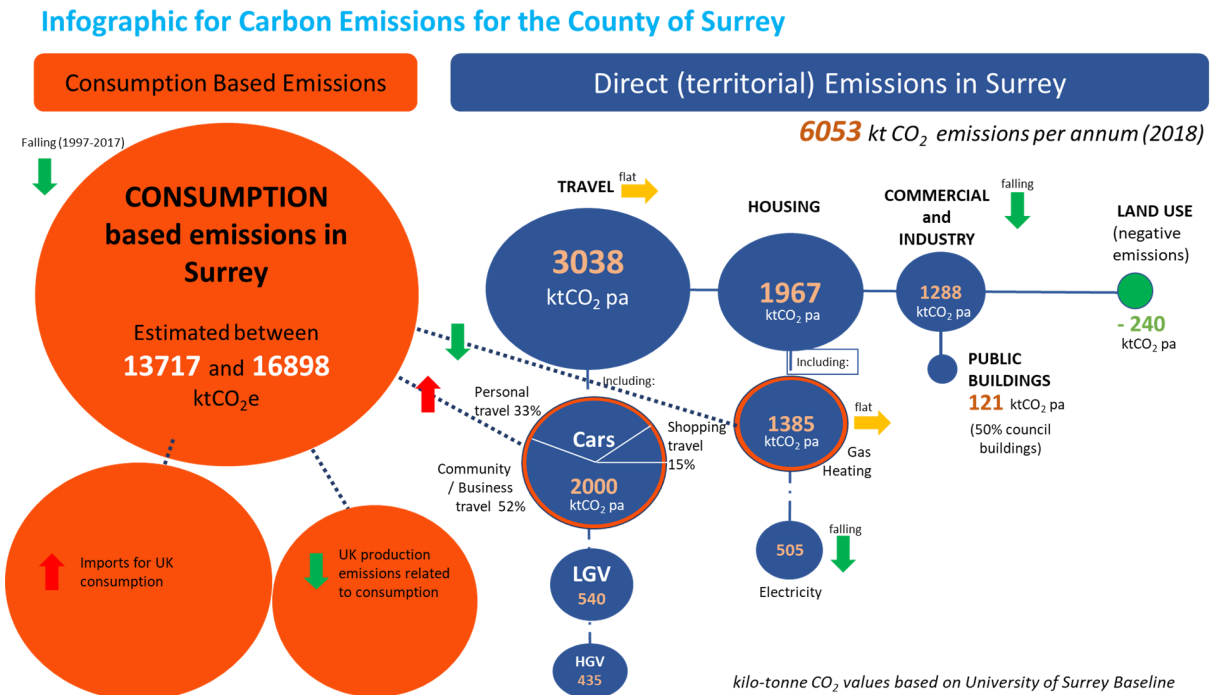 Infographic for Carbon Emissions for the County of Surrey
Consumption Based Emissions
Direct (territorial) Emissions in Surrey
6053 kt CO₂ emissions per annum (2018)
Falling (1997-2017)
CONSUMPTION
based emissions in
Surrey
Estimated between
13717 and 16898
ktCO₂e
Imports for UK
consumption
UK production
emissions related
to consumption
TRAVEL
flat
3038
ktCO₂ pa
Including:
Personal
travel 33%
Shopping
travel
15%
Community
/ Business
travel 52%
Cars
2000
ktCO₂ pa
LGV
540
HGV
435
HOUSING
1967
ktCO₂ pa
Including:
1385
ktCO₂ pa
flat
Gas
Heating
505
falling
Electricity
COMMERCIAL
and
INDUSTRY
falling
1288
ktCO₂ pa
PUBLIC
BUILDINGS
121 ktCO₂ pa
(50% council
buildings)
LAND USE
(negative
emissions)
- 240
ktCO₂ pa
kilo-tonne CO₂ values based on University of Surrey Baseline